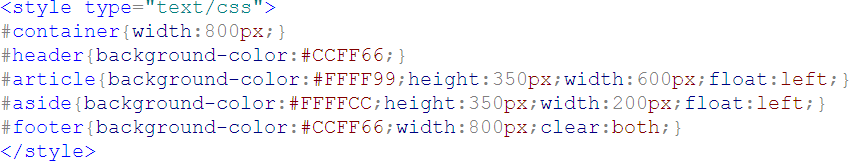 <style type="text/css">
#container{width:800px;}
#header{background-color:#CCFF66;}
#article{background-color:#FFFF99;height:350px;width:600px;float:left;}
#aside{background-color:#FFFFCC;height:350px;width:200px;float:left;}
#footer{background-color:#CCFF66;width:800px;clear:both;}
</style>